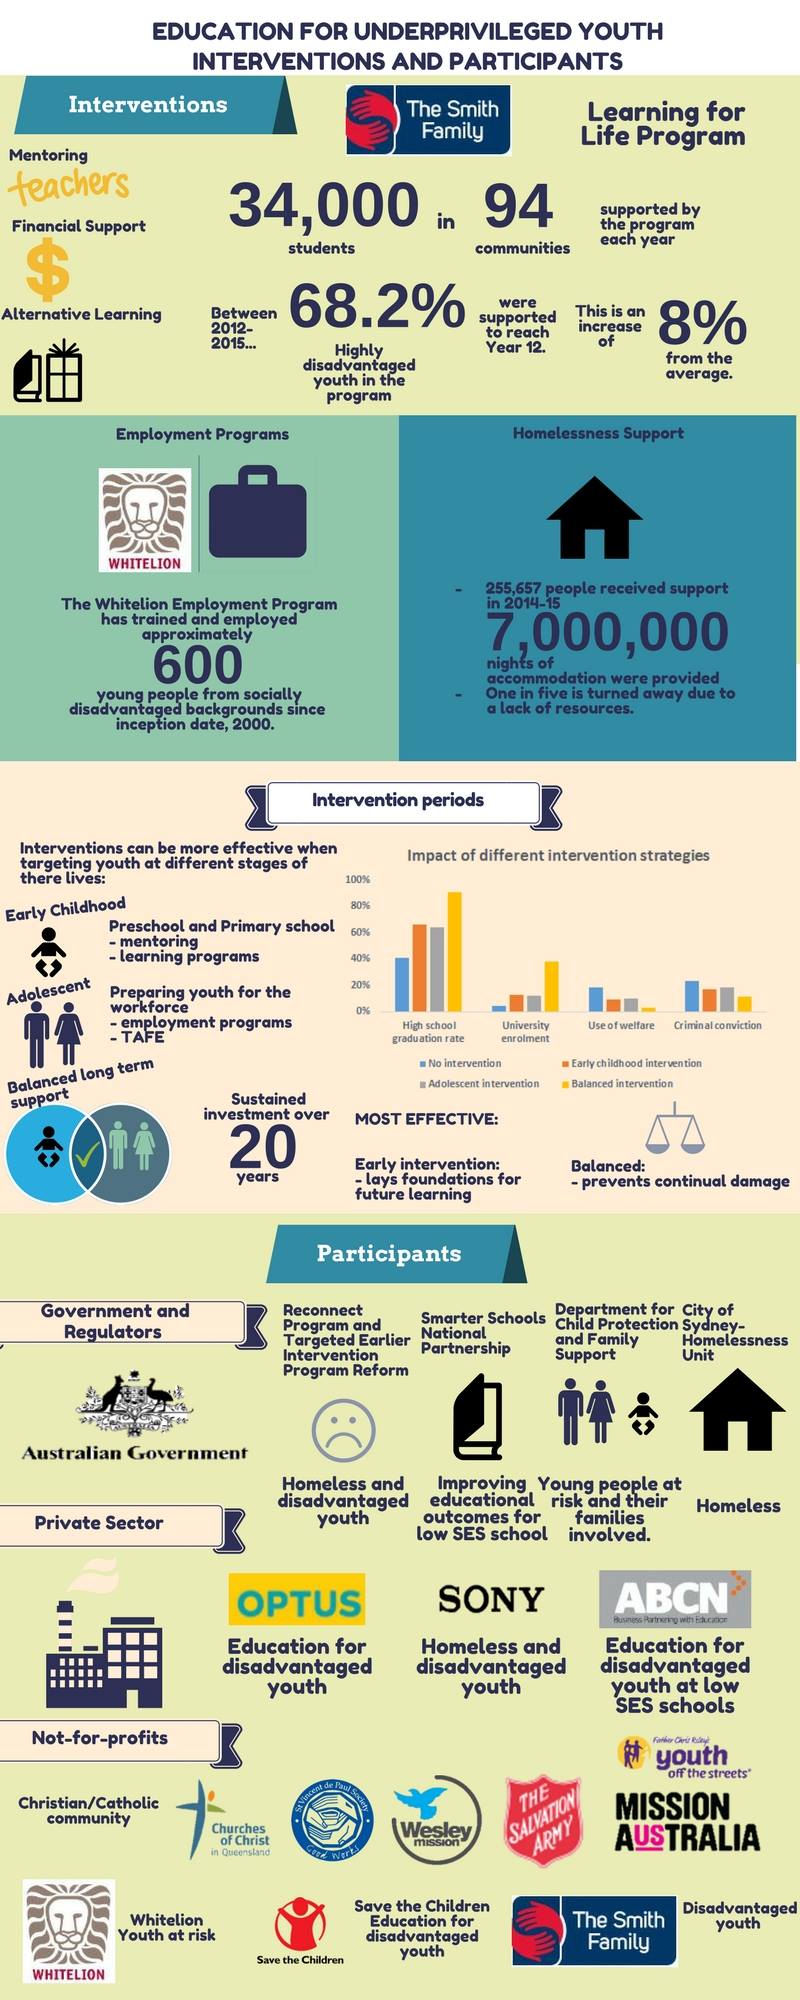 EDUCATION FOR UNDERPRIVILEGED YOUTH
INTERVENTIONS AND PARTICIPANTS
Interventions
The Smith
Family
Learning for
Life Program
Mentoring
teachers
Financial Support
$
Alternative Learning
34,000
students
in
94
communities
supported by
the program
each year
Between
2012-
2015...
68.2%
Highly
disadvantaged
youth in the
program
were
supported
to reach
Year 12.
This is an
increase
of
8%
from the
average.
Employment Programs
WHITELION
The Whitelion Employment Program
has trained and employed
approximately
600
young people from socially
disadvantaged backgrounds since
inception date, 2000.
Homelessness Support
- 255,657 people received support
in 2014-15
7,000,000
nights of
accommodation were provided
- One in five is turned away due to
a lack of resources.
Intervention periods
Interventions can be more effective when
targeting youth at different stages of
there lives:
Early Childhood
Preschool and Primary school
- mentoring
- learning programs
Adolescent
Preparing youth for the
workforce
- employment programs
- TAFE
Balanced long term
support
Sustained
investment over
20
years
Impact of different intervention strategies
100%
80%
60%
40%
20%
0%
High school
graduation rate
University
enrolment
Use of welfare
Criminal conviction
No intervention
Early childhood intervention
Adolescent intervention
Balanced intervention
MOST EFFECTIVE:
Early intervention:
- lays foundations for
future learning
Balanced:
- prevents continual damage
Participants
Government and
Regulators
Australian Government
Reconnect
Program and
Targeted Earlier
Intervention
Program Reform
Homeless and
disadvantaged
youth
Smarter Schools
National
Partnership
Improving
educational
outcomes for
low SES school
Department for
Child Protection
and Family
Support
Young people at
risk and their
families
involved.
City of
Sydney-
Homelessness
Unit
Homeless
Private Sector
OPTUS
Education for
disadvantaged
youth
SONY
Homeless and
disadvantaged
youth
ABCN
Business Partnering with Education
Education for
disadvantaged
youth at low
SES schools
Not-for-profits
Christian/Catholic
community
Churches
of Christ
in Queensland
St Vincent de Paul Society
Good Works
Wesley
mission
THE
SALVATION
ARMY
Father Chris Riley's
youth
off the streets
MISSION
AUSTRALIA
WHITELION
Whitelion
Youth at risk
Save the Children
Save the Children
Education for
disadvantaged
youth
The Smith
Family
Disadvantaged
youth